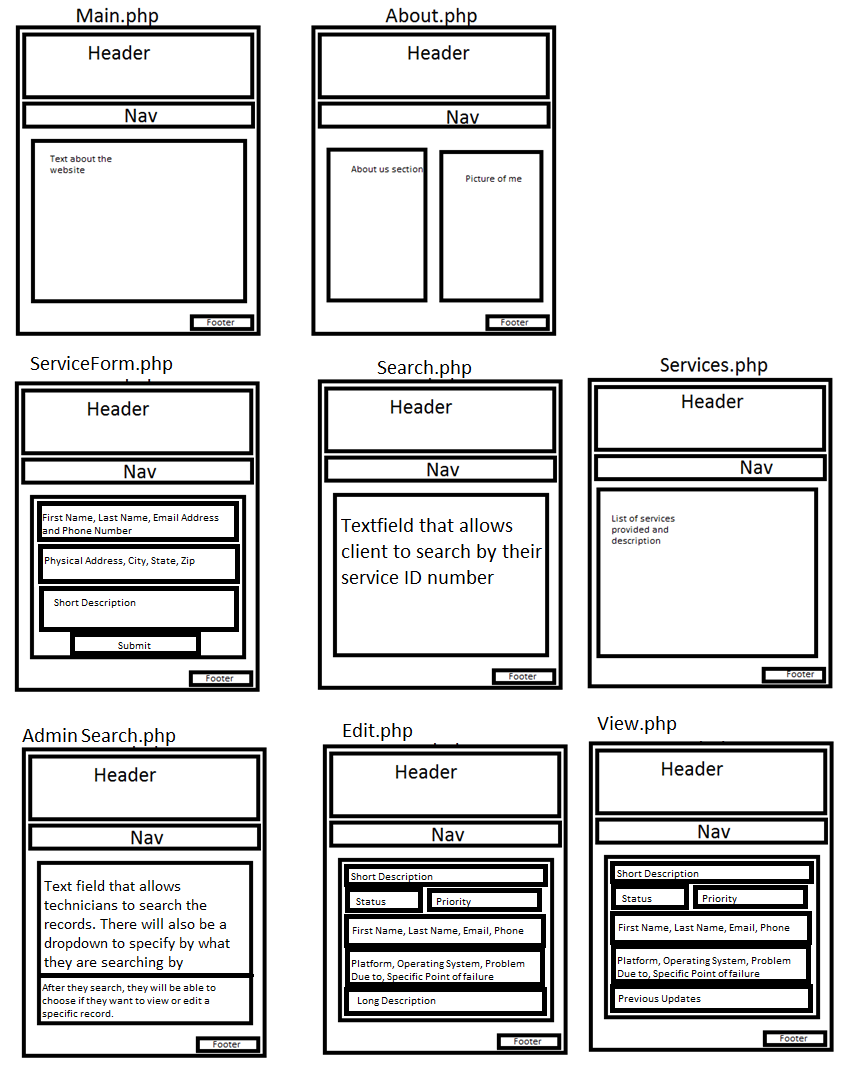 Main.php
Header
Nav
Text about the
website
Footer
About.php
Header
Nav
About us section
Picture of me
Footer
ServiceForm.php
Header
Nav
First Name, Last Name, Email Address
and Phone Number
Physical Address, City, State, Zip
Short Description
Submit
Footer
Search.php
Header
Nav
Textfield that allows
client to search by their
service ID number
Footer
Services.php
Header
Nav
List of services
provided and
description
Footer
Admin Search.php
Header
Nav
Text field that allows
technicians to search the
records. There will also be a
dropdown to specify by what
they are searching by
After they search, they will be able to
choose if they want to view or edit a
specific record.
Footer
Edit.php
Header
Nav
Short Description
Status
Priority
First Name, Last Name, Email, Phone
Platform, Operating System, Problem
Due to, Specific Point of failure
Long Description
Footer
View.php
Header
Nav
Short Description
Status
Priority
First Name, Last Name, Email, Phone
Platform, Operating System, Problem
Due to, Specific Point of failure
Previous Updates
Footer